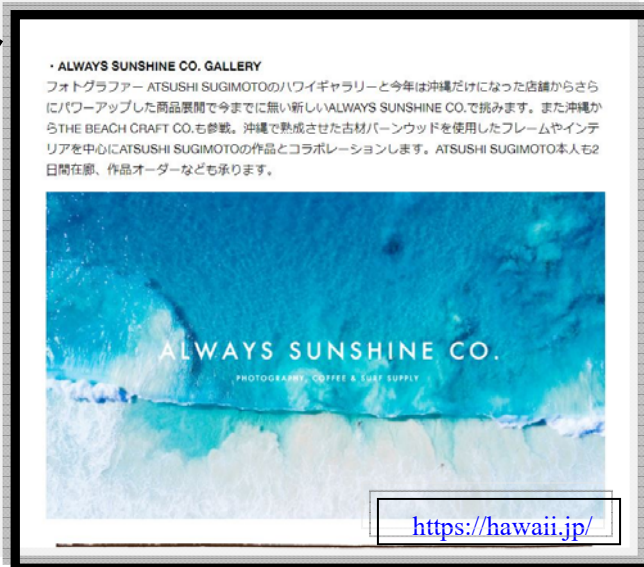 ・ALWAYS SUNSHINE CO. GALLERY
フォトグラファー ATSUSHI SUGIMOTOのハワイギャラリーと今年は沖縄だけになった店舗からさら
にパワーアップした商品展開で今までに無い新しいALWAYS SUNSHINE CO.で挑みます。また沖縄か
らTHE BEACH CRAFT CO.も参戦。沖縄で熟成させた古材バーンウッドを使用したフレームやインテ
リアを中心にATSUSHI SUGIMOTOの作品とコラボレーションします。ATSUSHI SUGIMOTO本人も2
日間在廊、作品オーダーなども承ります。
ALWAYS SUNSHINE CO.
PHOTOGRAPHY, COFFEE & SURF SUPPLY
https://hawaii.jp/